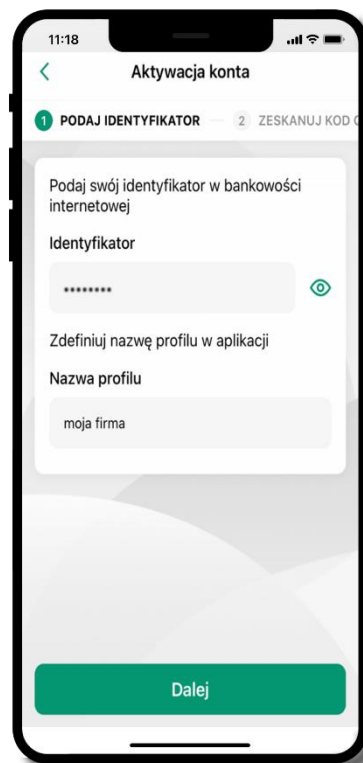 11:18
Aktywacja konta
1 PODAJ IDENTYFIKATOR 2 ZESKANUJ KOD
Podaj swój identyfikator w bankowości
internetowej
Identyfikator
********
Zdefiniuj nazwę profilu w aplikacji
Nazwa profilu
moja firma
Dalej